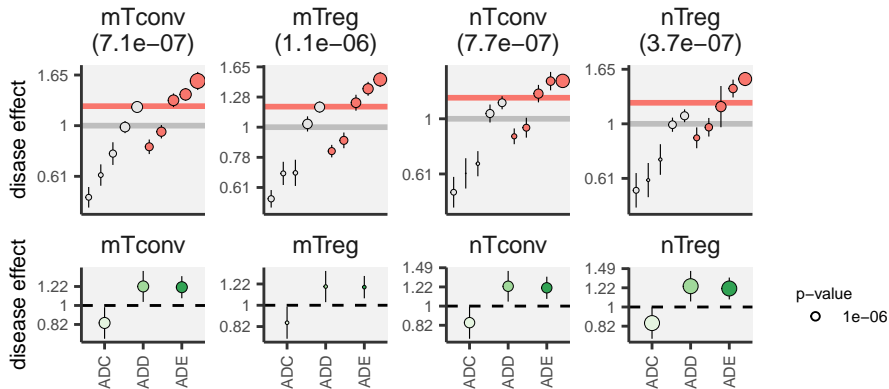 mTconv
(7.1e−07)
mTreg
(1.1e−06)
nTconv
(7.7e−07)
nTreg
(3.7e−07)
disase effect
1.65
1
0.61
1.65
1.28
1
0.78
0.61
1.65
1
0.61
1.65
1
0.61
mTconv
mTreg
nTconv
nTreg
disease effect
1.22
1
0.82
1.22
1
0.82
1.49
1.22
1
0.82
1.49
1.22
1
0.82
ADC
ADD
ADE
ADC
ADD
ADE
ADC
ADD
ADE
ADC
ADD
ADE
p−value
1e−06